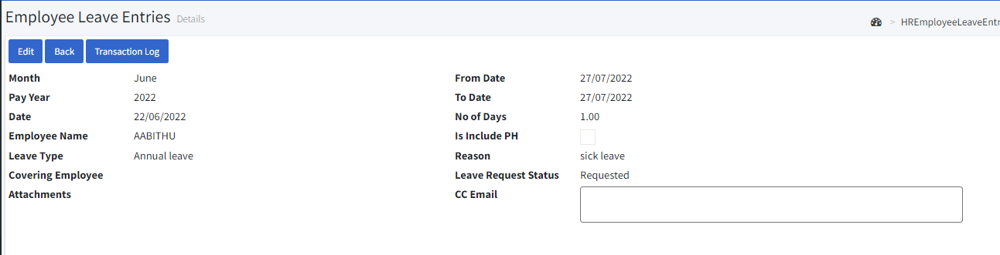 Employee Leave Entries Details
> HREmployeeLeaveEntr
Edit Back Transaction Log
Month June From Date 27/07/2022
Pay Year 2022 To Date 27/07/2022
Date 22/06/2022 No of Days 1.00
Employee Name AABITHU Is Include PH
Leave Type Annual leave Reason sick leave
Covering Employee Leave Request Status Requested
Attachments CC Email